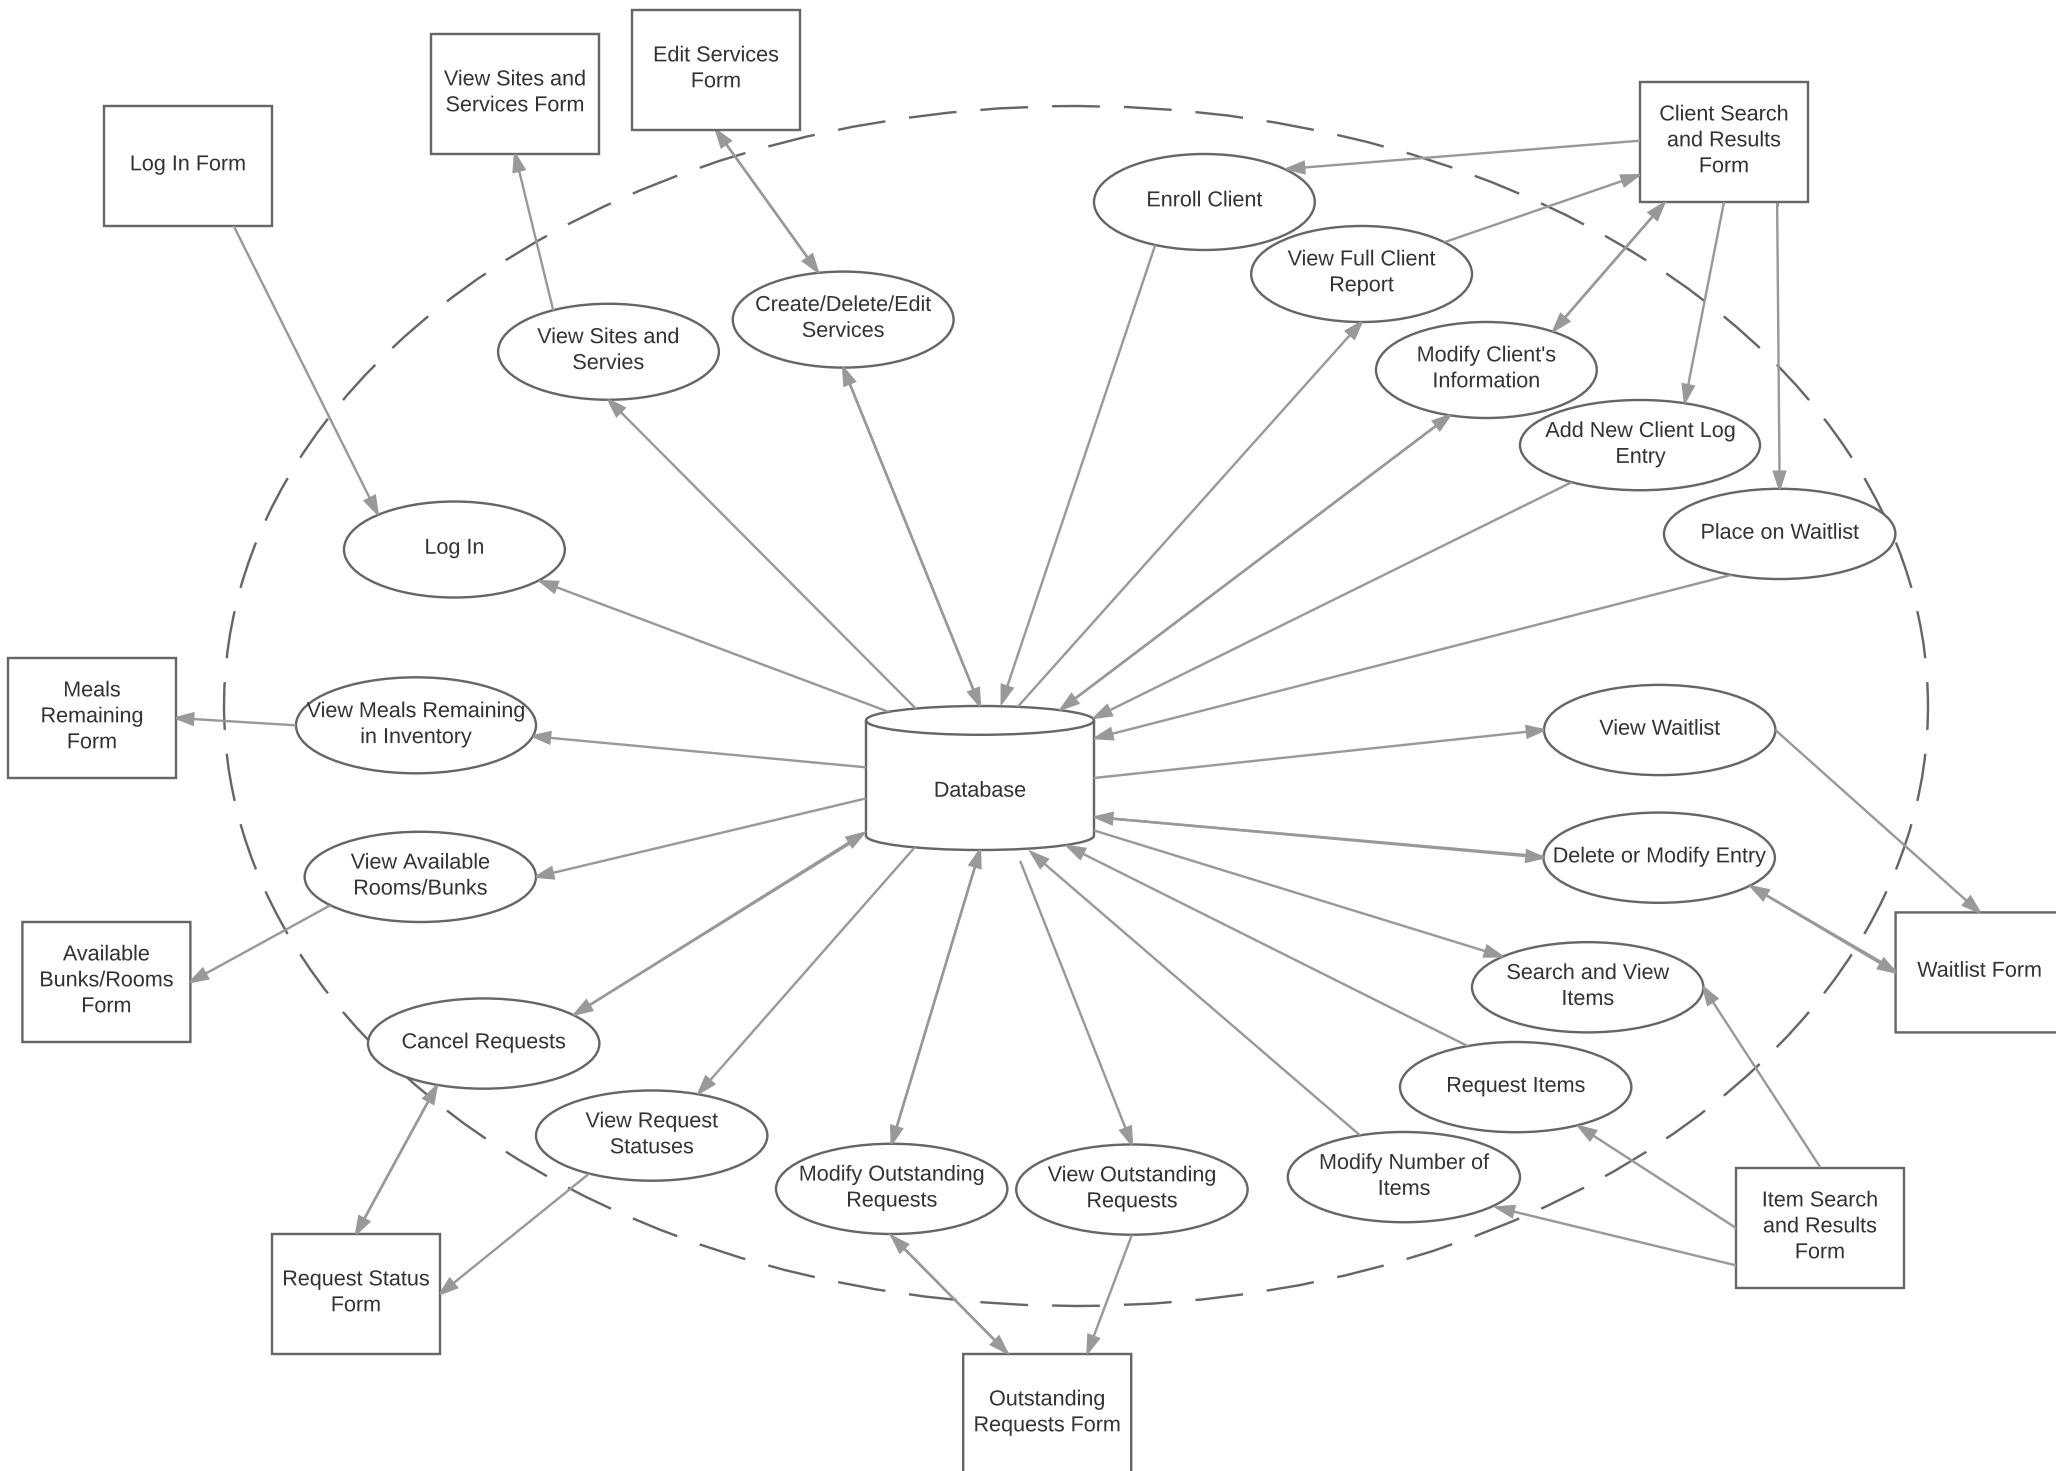 Edit Services
Form
View Sites and
Services Form
Client Search
and Results
Form
Log In Form
Enroll Client
View Full Client
Report
Create/Delete/Edit
Services
View Sites and
Servies
Modify Client's
Information
Add New Client Log
Entry
Place on Waitlist
Log In
Meals
Remaining
Form
View Meals Remaining
in Inventory
View Waitlist
Database
Delete or Modify Entry
View Available
Rooms/Bunks
Available
Bunks/Rooms
Form
Waitlist Form
Search and View
Items
Cancel Requests
Request Items
View Request
Statuses
Modify Outstanding
Requests
View Outstanding
Requests
Modify Number of
Items
Item Search
and Results
Form
Request Status
Form
Outstanding
Requests Form